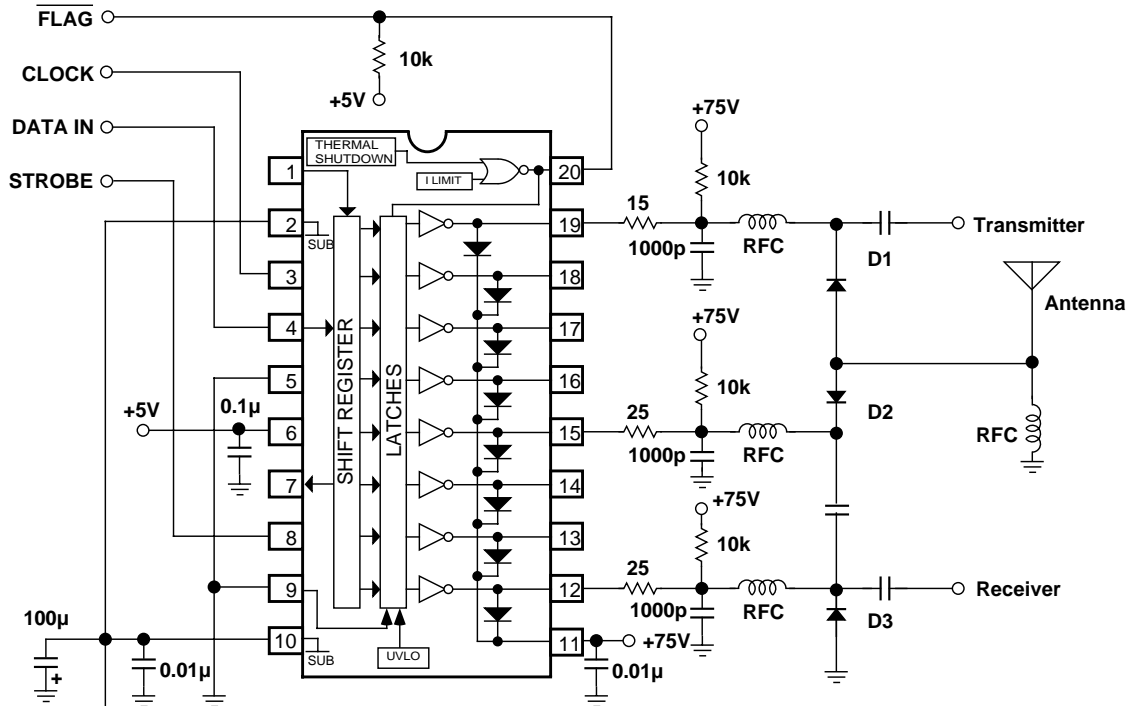 FLAG
CLOCK
DATA IN
STROBE
10k
+5V
THERMAL
SHUTDOWN
I LIMIT
1
2
3
4
5
6
7
8
9
10
SUB
SUB
SHIFT REGISTER
LATCHES
UVLO
20
19
18
17
16
15
14
13
12
11
+5V
0.1µ
100µ
+
0.01µ
+75V
10k
15
1000p
RFC
D1
Transmitter
Antenna
+75V
10k
25
1000p
RFC
D2
RFC
+75V
10k
25
1000p
RFC
D3
Receiver
+75V
0.01µ